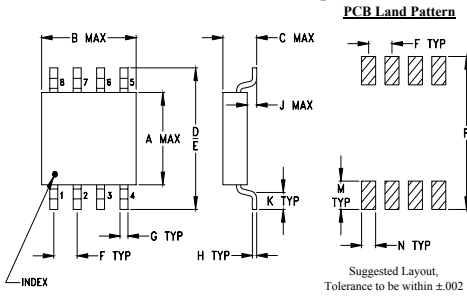 PCB Land Pattern
B MAX
C MAX
F TYP
8 7 6 5
J MAX
A MAX
D
E
K TYP
M
TYP
1 2 3 4
G TYP
F TYP
H TYP
N TYP
INDEX
Suggested Layout,
Tolerance to be within ±.002